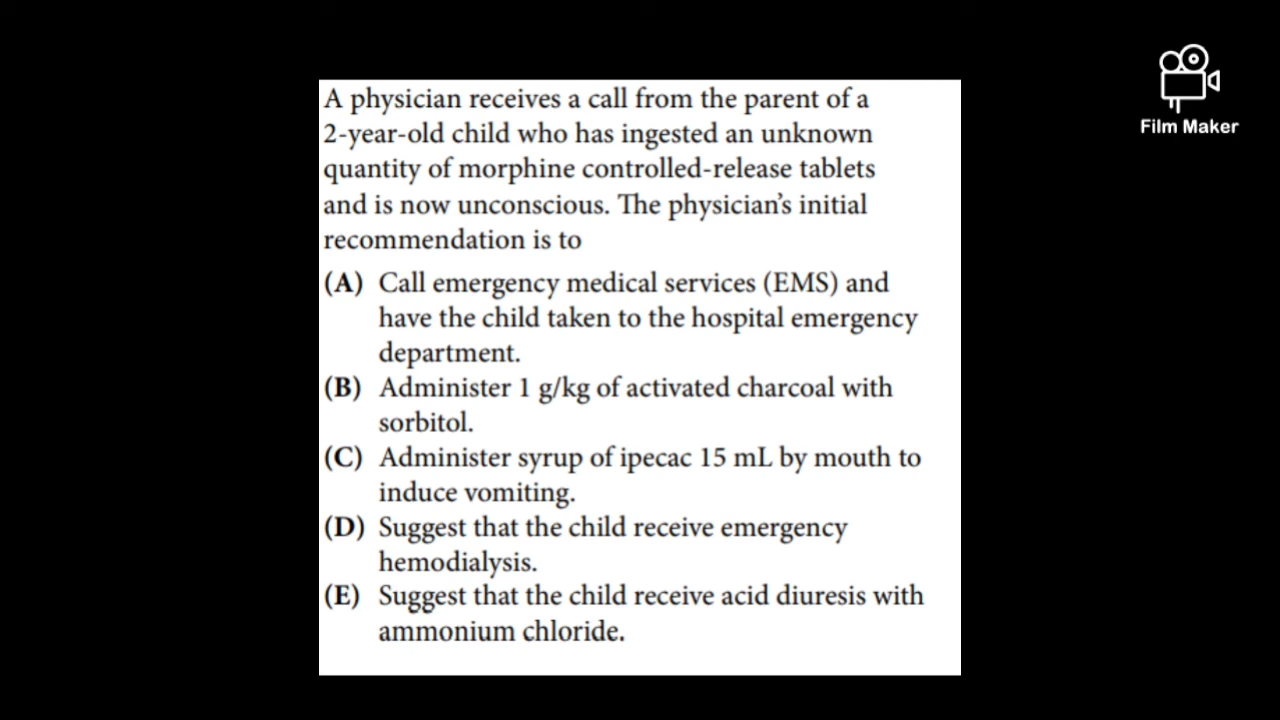 A physician receives a call from the parent of a
2-year-old child who has ingested an unknown
quantity of morphine controlled-release tablets
and is now unconscious. The physician's initial
recommendation is to
(A) Call emergency medical services (EMS) and
have the child taken to the hospital emergency
department.
(B) Administer 1 g/kg of activated charcoal with
sorbitol.
(C) Administer syrup of ipecac 15 mL by mouth to
induce vomiting.
(D) Suggest that the child receive emergency
hemodialysis.
(E) Suggest that the child receive acid diuresis with
ammonium chloride.
Film Maker